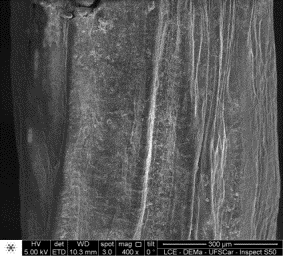 HV det WD spot mag tilt 300 µm
5.00 kV ETD 10.3 mm 3.0 400 x 0 ° LCE - DEMa - UFSCar - Inspect S50